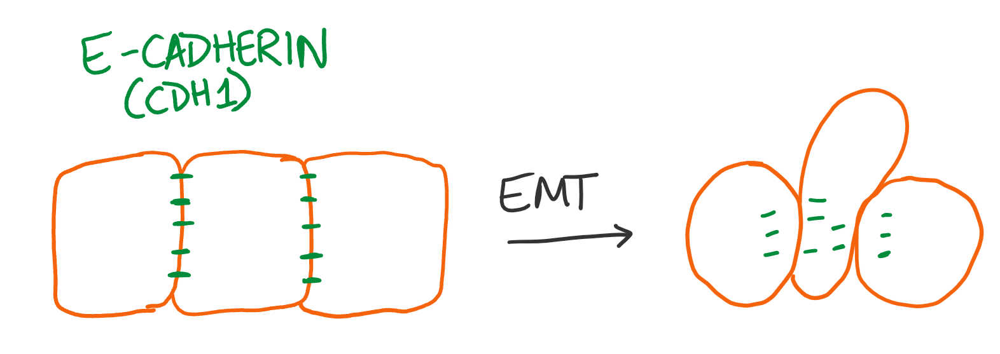 E-CADHERIN
(CDH1)
EMT